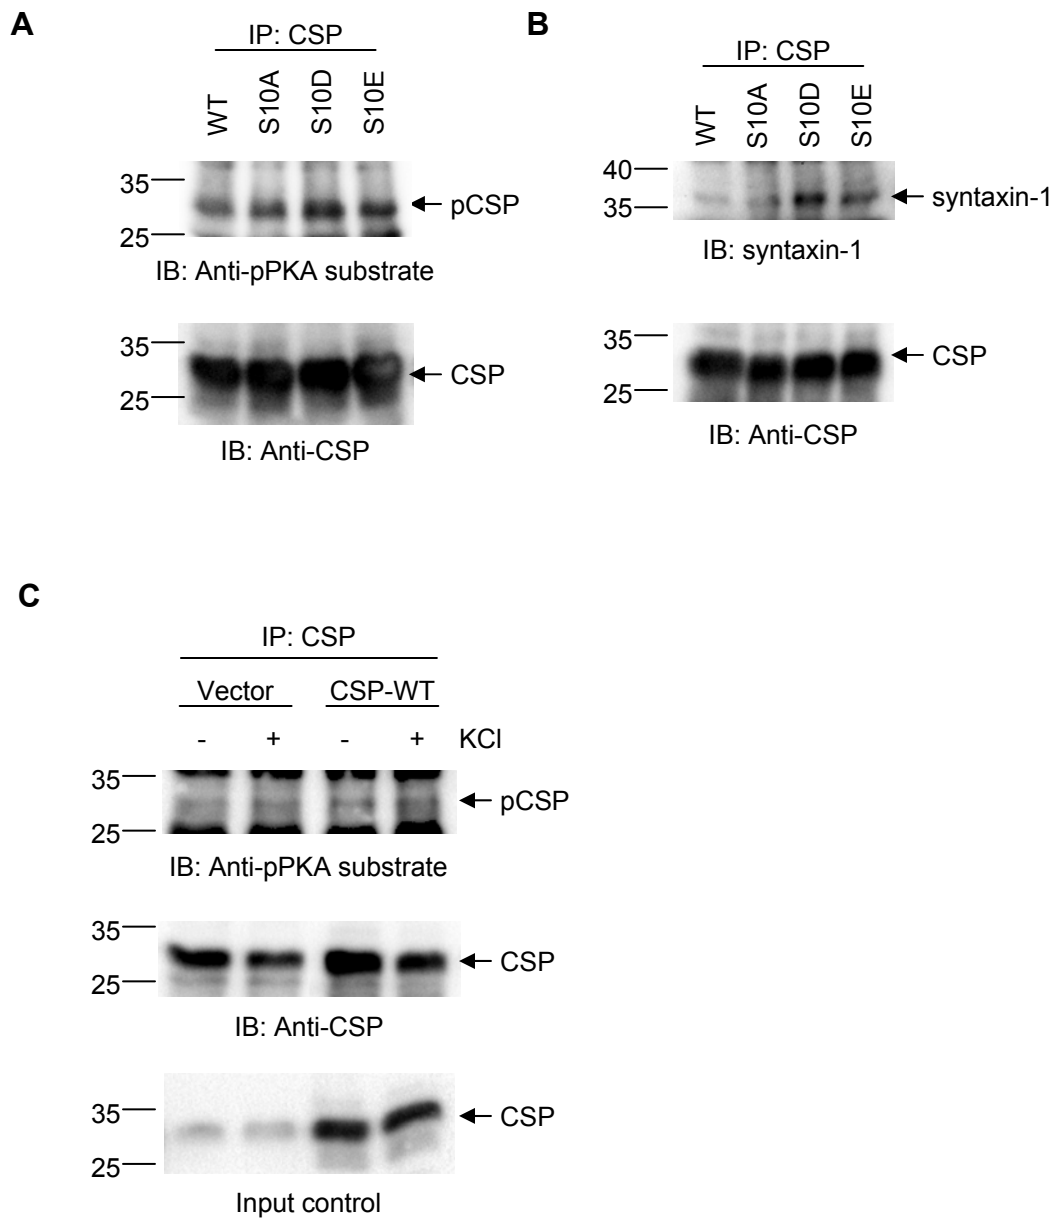 A
IP: CSP
WT S10A S10D S10E
35
pCSP
25
IB: Anti-pPKA substrate
35
CSP
25
IB: Anti-CSP
B
IP: CSP
WT S10A S10D S10E
40
syntaxin-1
35
IB: syntaxin-1
35
CSP
25
IB: Anti-CSP
C
IP: CSP
Vector CSP-WT
- + - + KCl
35
pCSP
25
IB: Anti-pPKA substrate
35
CSP
25
IB: Anti-CSP
35
CSP
25
Input control